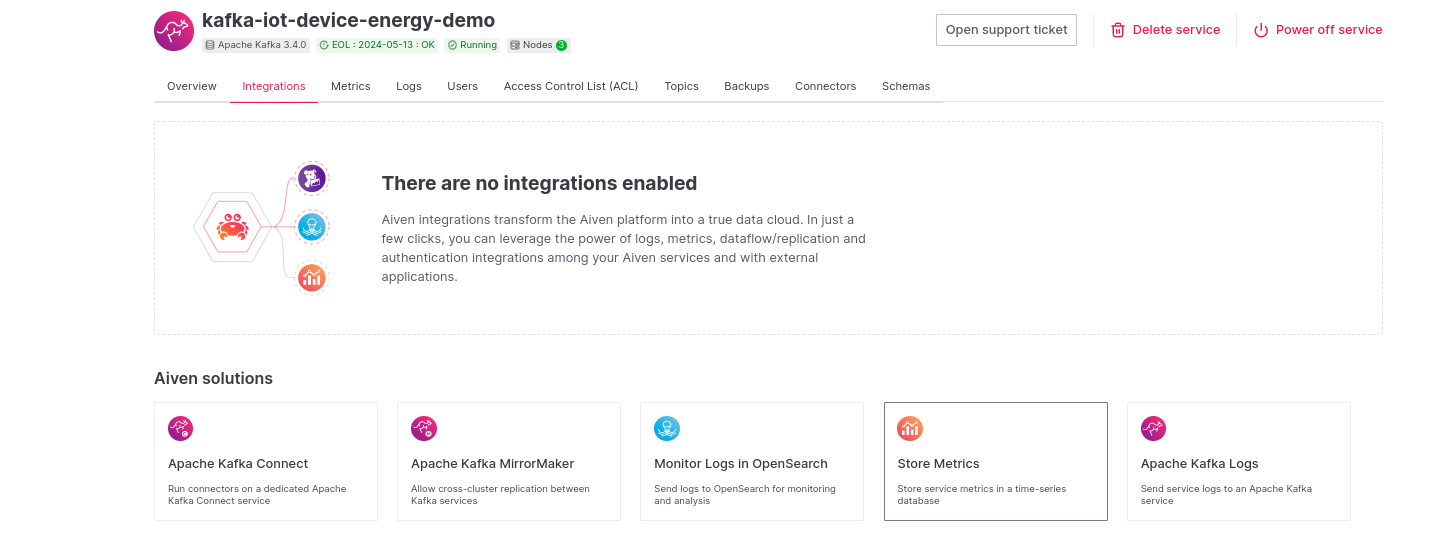 kafka-iot-device-energy-demo
Apache Kafka 3.4.0 EOL : 2024-05-13 : OK Running Nodes 3
Open support ticket Delete service Power off service
Overview Integrations Metrics Logs Users Access Control List (ACL) Topics Backups Connectors Schemas
There are no integrations enabled
Aiven integrations transform the Aiven platform into a true data cloud. In just a
few clicks, you can leverage the power of logs, metrics, dataflow/replication and
authentication integrations among your Aiven services and with external
applications.
Aiven solutions
Apache Kafka Connect
Run connectors on a dedicated Apache
Kafka Connect service
Apache Kafka MirrorMaker
Allow cross-cluster replication between
Kafka services
Monitor Logs in OpenSearch
Send logs to OpenSearch for monitoring
and analysis
Store Metrics
Store service metrics in a time-series
database
Apache Kafka Logs
Send service logs to an Apache Kafka
service